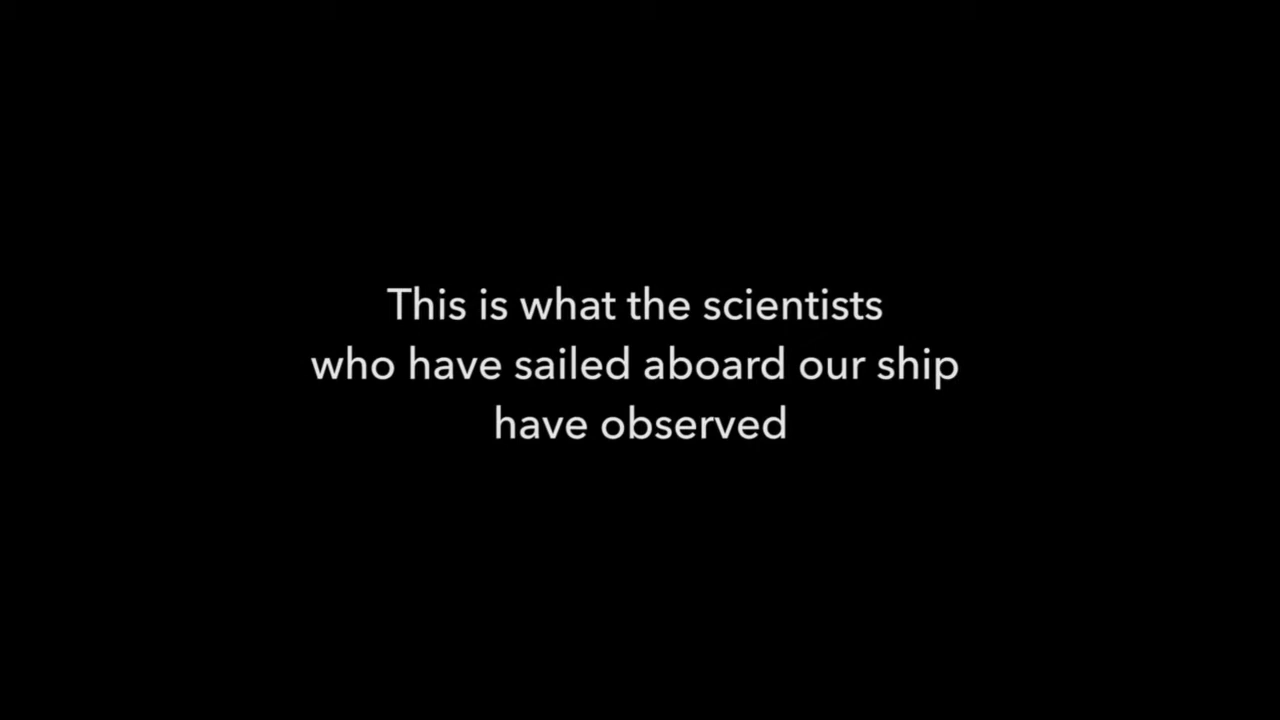 This is what the scientists
who have sailed aboard our ship
have observed